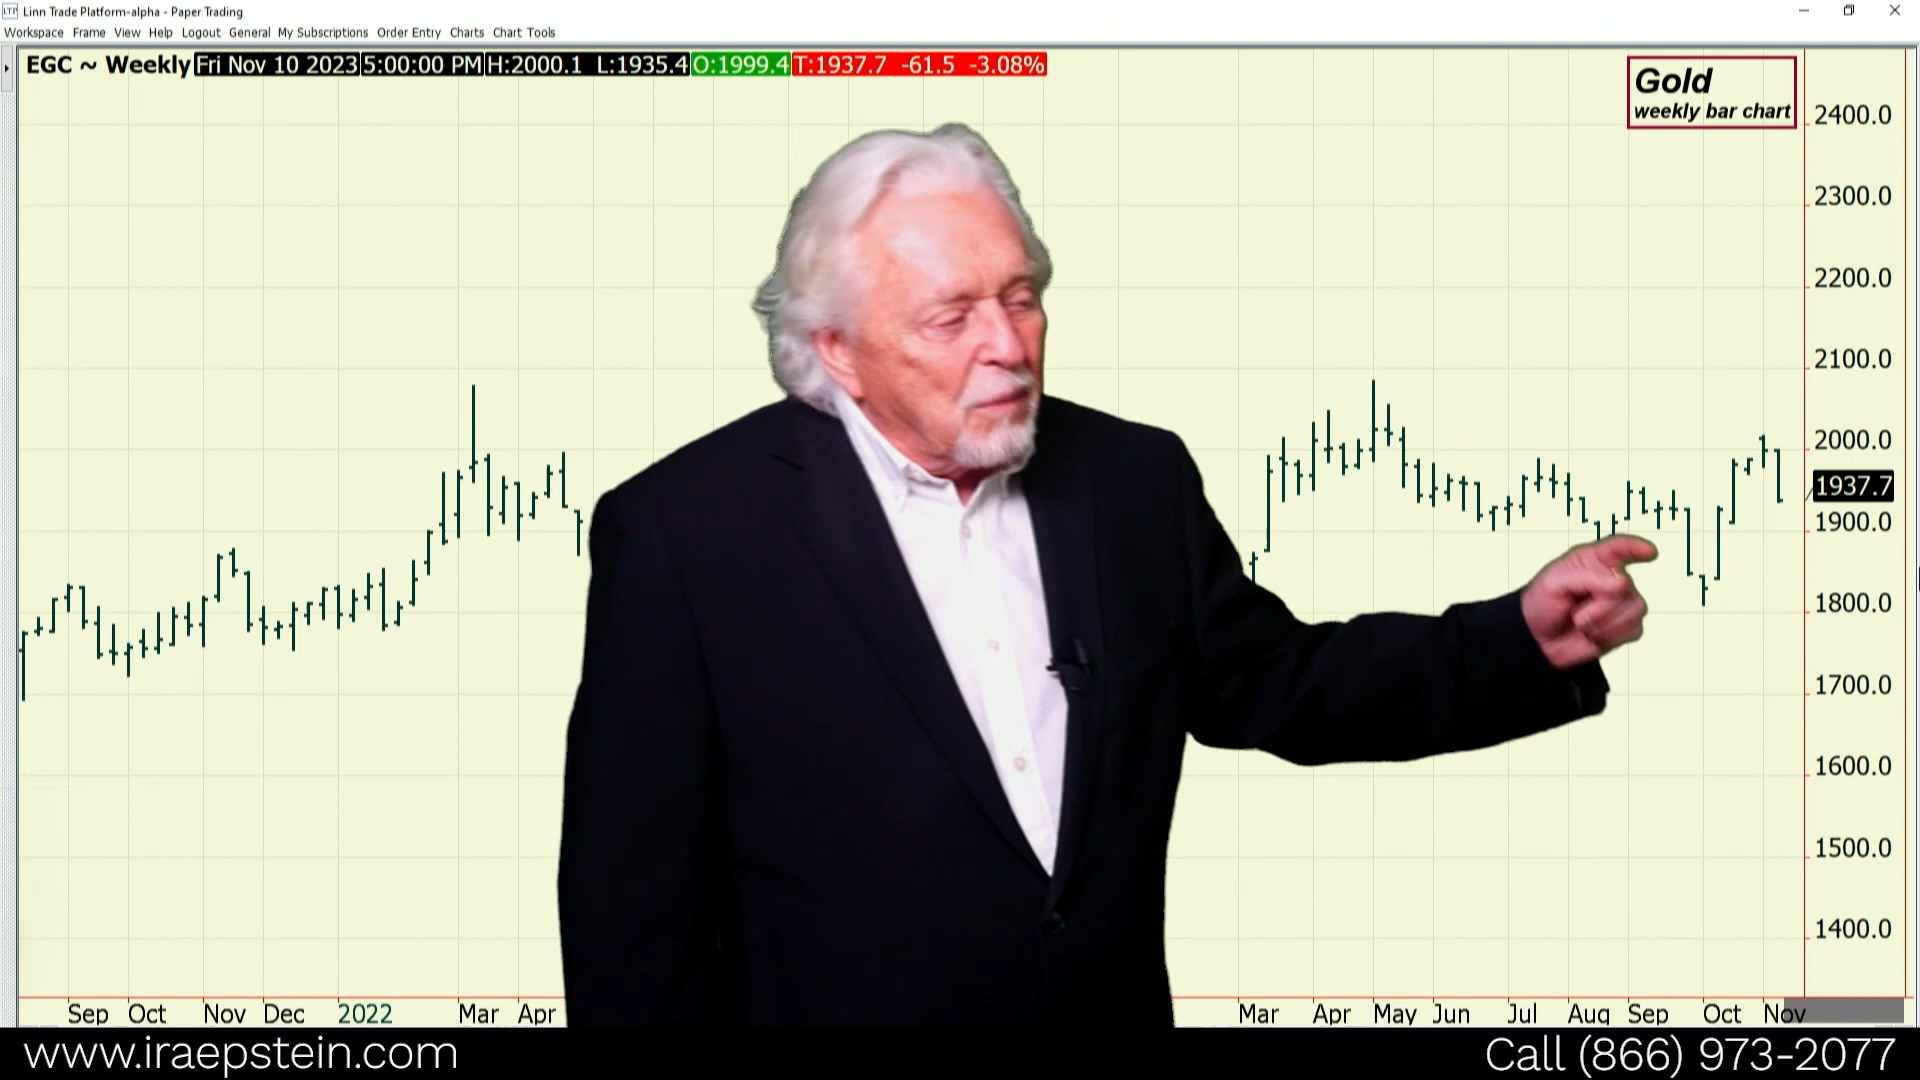 Linn Trade Platform-alpha - Paper Trading
Workspace Frame View Help Logout General My Subscriptions Order Entry Charts Chart Tools
EGC ~ Weekly Fri Nov 10 2023 5:00:00 PM H:2000.1 L:1935.4 O:1999.4 T:1937.7 -61.5 -3.08%
Gold
weekly bar chart
2400.0
2300.0
2200.0
2100.0
2000.0
1937.7
1900.0
1800.0
1700.0
1600.0
1500.0
1400.0
Sep Oct Nov Dec 2022 Mar Apr Mar Apr May Jun Jul Aug Sep Oct Nov
www.iraepstein.com Call (866) 973-2077